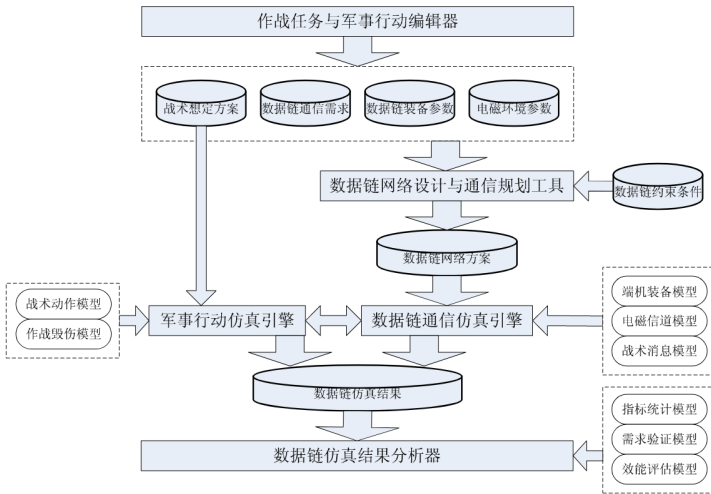 作战任务与军事行动编辑器
战术想定方案
数据链通信需求
数据链装备参数
电磁环境参数
数据链网络设计与通信规划工具
数据链约束条件
数据链网络方案
战术动作模型
作战毁伤模型
军事行动仿真引擎
数据链通信仿真引擎
端机装备模型
电磁信道模型
战术消息模型
数据链仿真结果
数据链仿真结果分析器
指标统计模型
需求验证模型
效能评估模型